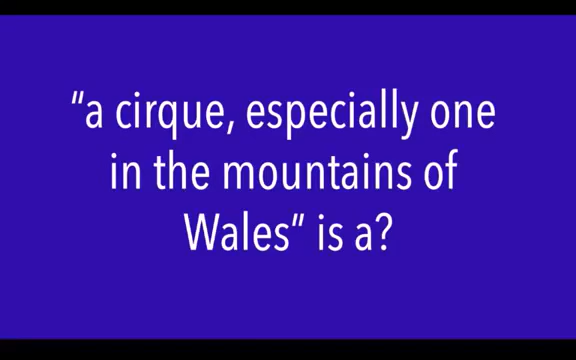 "a cirque, especially one
in the mountains of
Wales" is a?